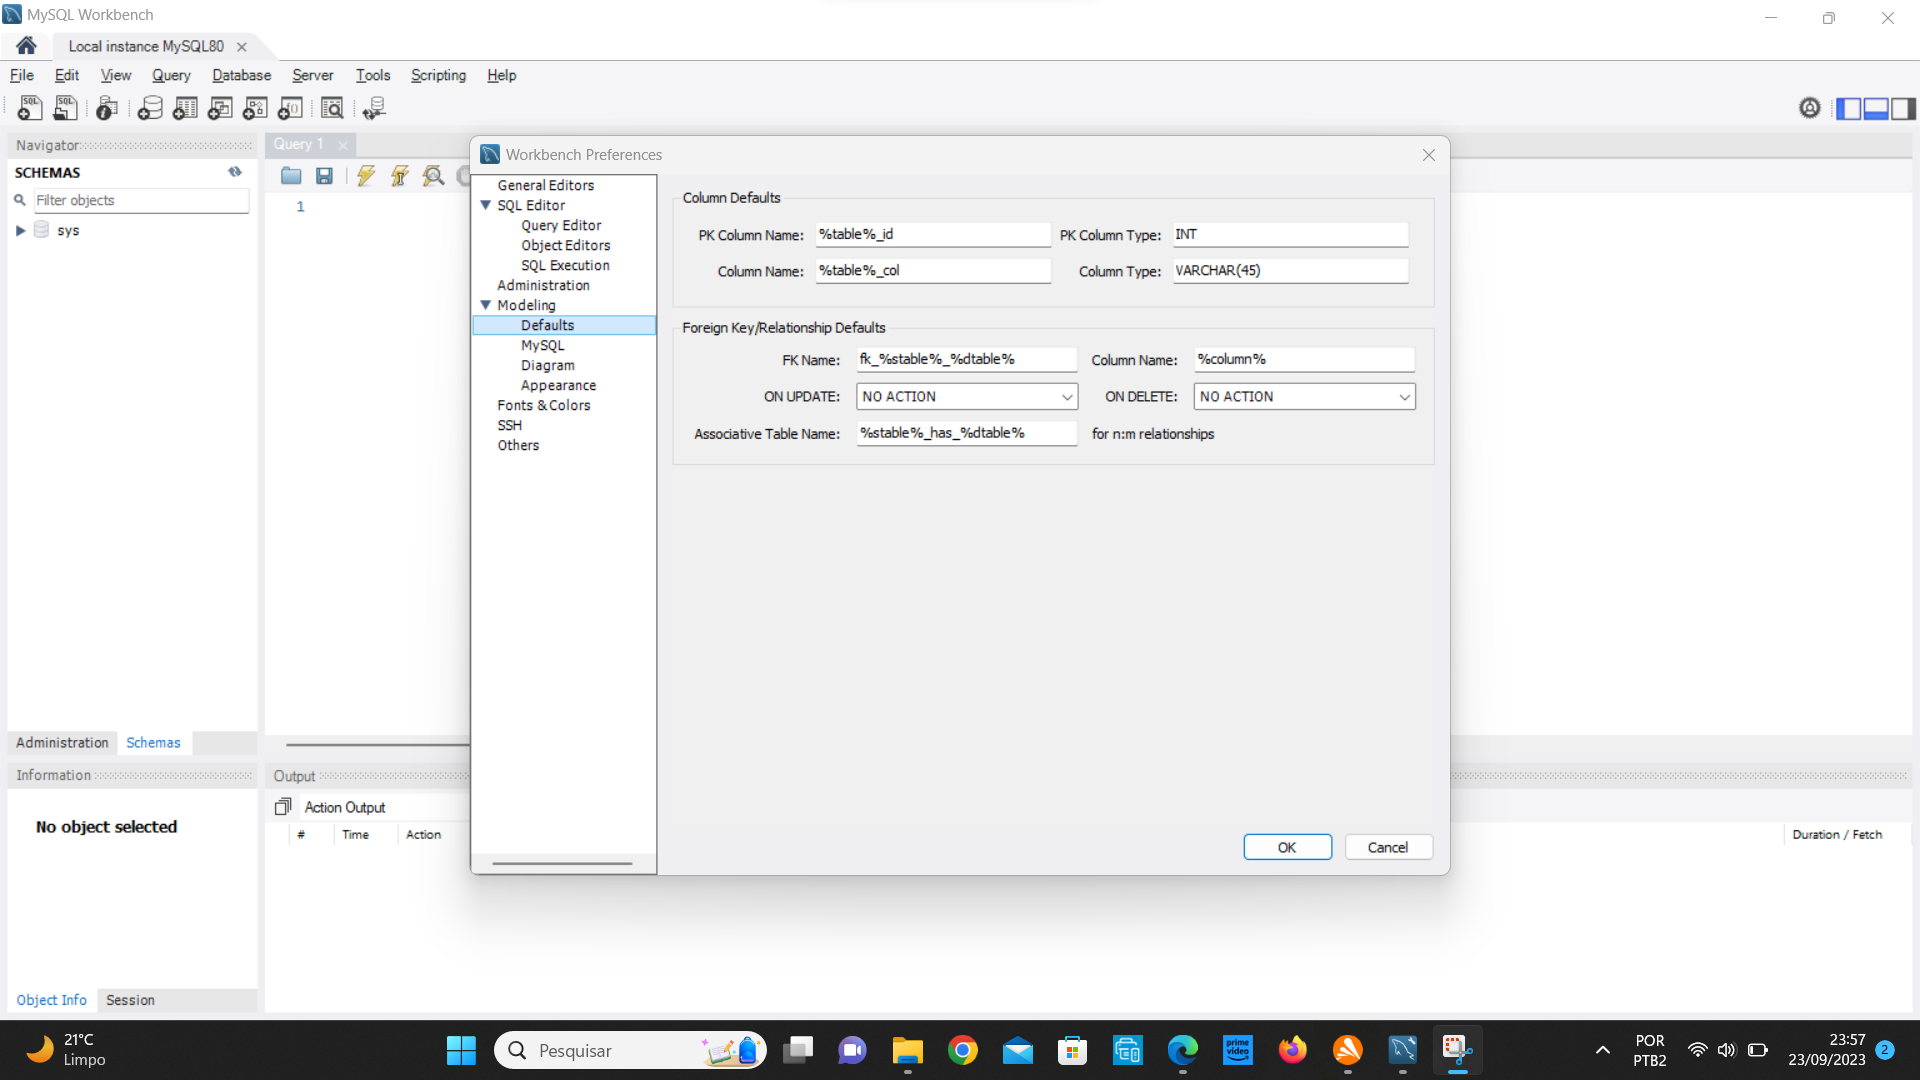 MySQL Workbench
Local instance MySQL80
File Edit View Query Database Server Tools Scripting Help
SQL SQL
Navigator
SCHEMAS
Filter objects
sys
Query 1
1
Workbench Preferences
General Editors
SQL Editor
Query Editor
Object Editors
SQL Execution
Administration
Modeling
Defaults
MySQL
Diagram
Appearance
Fonts & Colors
SSH
Others
Column Defaults
PK Column Name: %table%_id PK Column Type: INT
Column Name: %table%_col Column Type: VARCHAR(45)
Foreign Key/Relationship Defaults
FK Name: fk_%stable%_%dtable% Column Name: %column%
ON UPDATE: NO ACTION ON DELETE: NO ACTION
Associative Table Name: %stable%_has_%dtable% for n:m relationships
OK Cancel
Administration Schemas
Information
No object selected
Object Info Session
Output
Action Output
# Time Action Duration / Fetch
21°C
Limpo
Pesquisar
prime video
POR
PTB2
23:57
23/09/2023
2